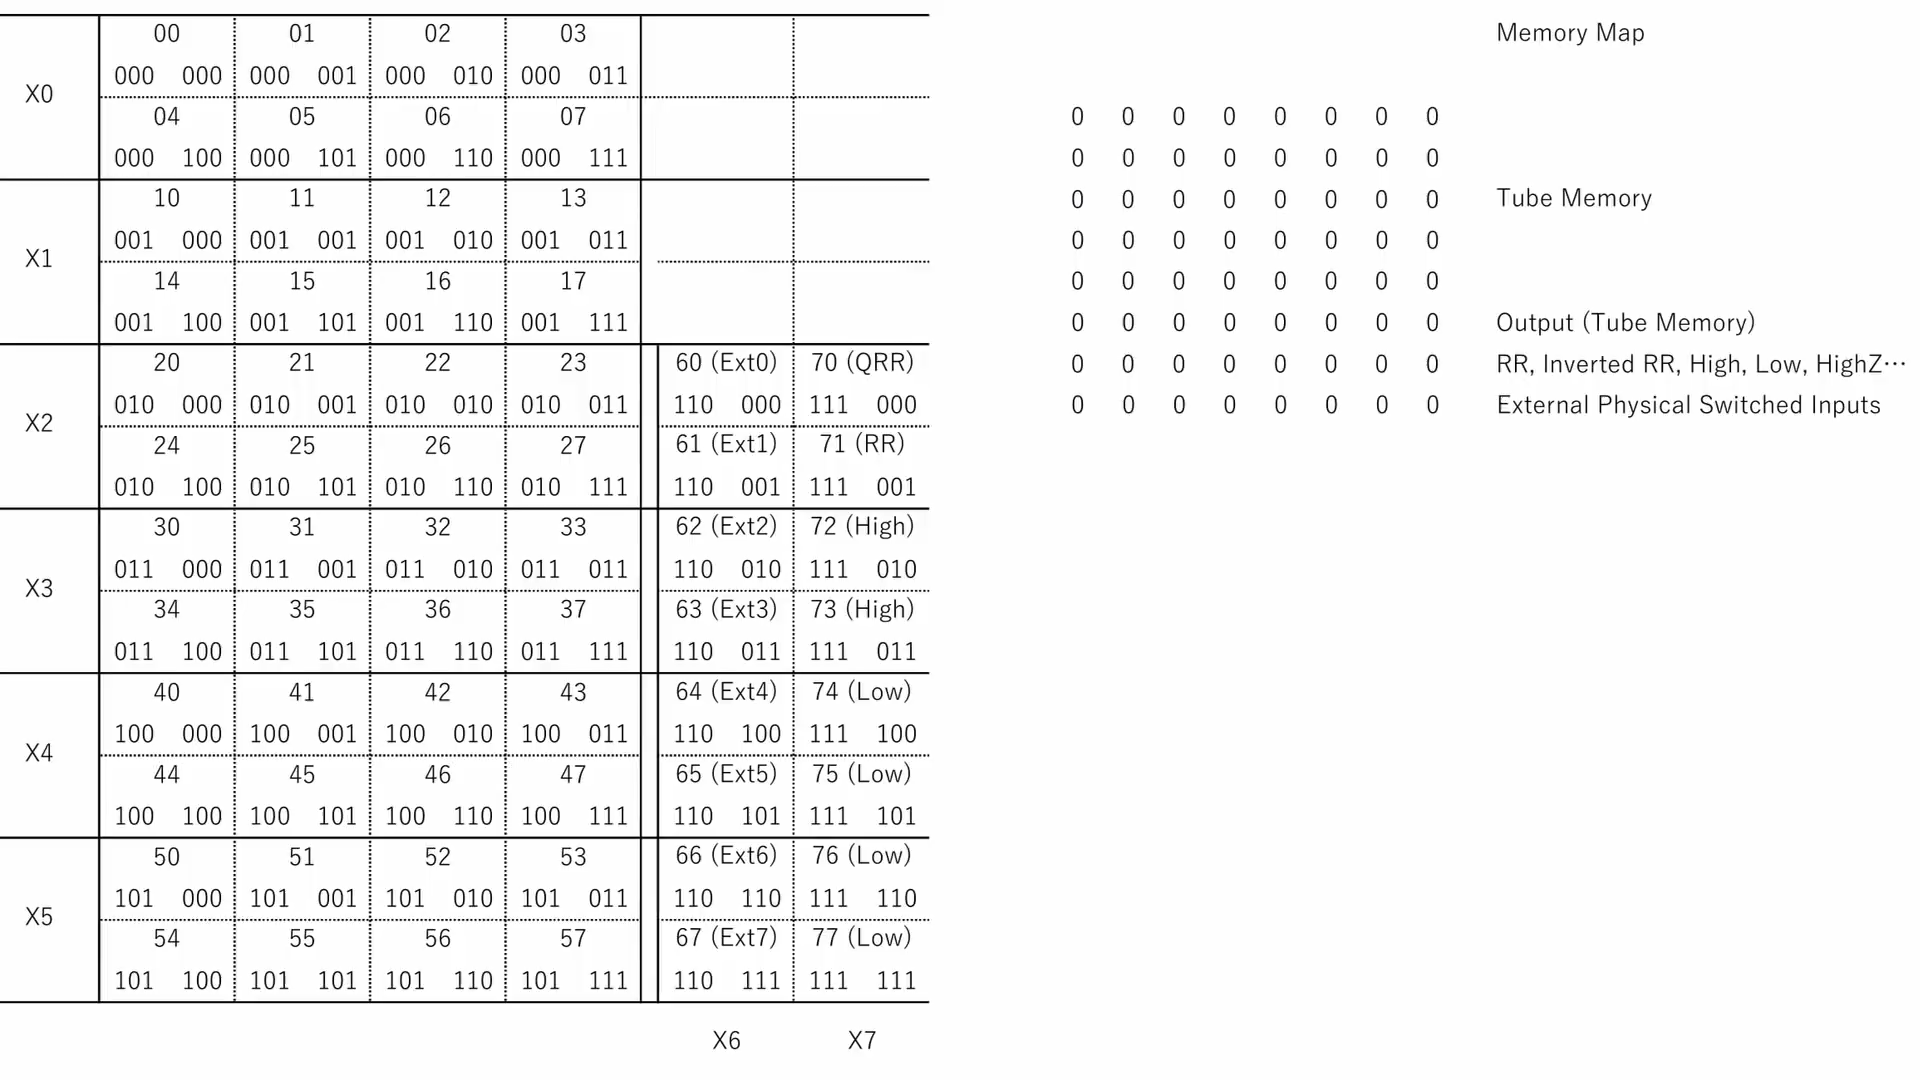 00 01 02 03
000 000 000 001 000 010 000 011
X0
04 05 06 07
000 100 000 101 000 110 000 111
10 11 12 13
001 000 001 001 001 010 001 011
X1
14 15 16 17
001 100 001 101 001 110 001 111
20 21 22 23 60 (Ext0) 70 (QRR)
010 000 010 001 010 010 010 011 110 000 111 000
X2
24 25 26 27 61 (Ext1) 71 (RR)
010 100 010 101 010 110 010 111 110 001 111 001
30 31 32 33 62 (Ext2) 72 (High)
011 000 011 001 011 010 011 011 110 010 111 010
X3
34 35 36 37 63 (Ext3) 73 (High)
011 100 011 101 011 110 011 111 110 011 111 011
40 41 42 43 64 (Ext4) 74 (Low)
100 000 100 001 100 010 100 011 110 100 111 100
X4
44 45 46 47 65 (Ext5) 75 (Low)
100 100 100 101 100 110 100 111 110 101 111 101
50 51 52 53 66 (Ext6) 76 (Low)
101 000 101 001 101 010 101 011 110 110 111 110
X5
54 55 56 57 67 (Ext7) 77 (Low)
101 100 101 101 101 110 101 111 110 111 111 111
X6 X7
Memory Map
0 0 0 0 0 0 0 0
0 0 0 0 0 0 0 0
0 0 0 0 0 0 0 0 Tube Memory
0 0 0 0 0 0 0 0
0 0 0 0 0 0 0 0
0 0 0 0 0 0 0 0 Output (Tube Memory)
0 0 0 0 0 0 0 0 RR, Inverted RR, High, Low, HighZ…
0 0 0 0 0 0 0 0 External Physical Switched Inputs